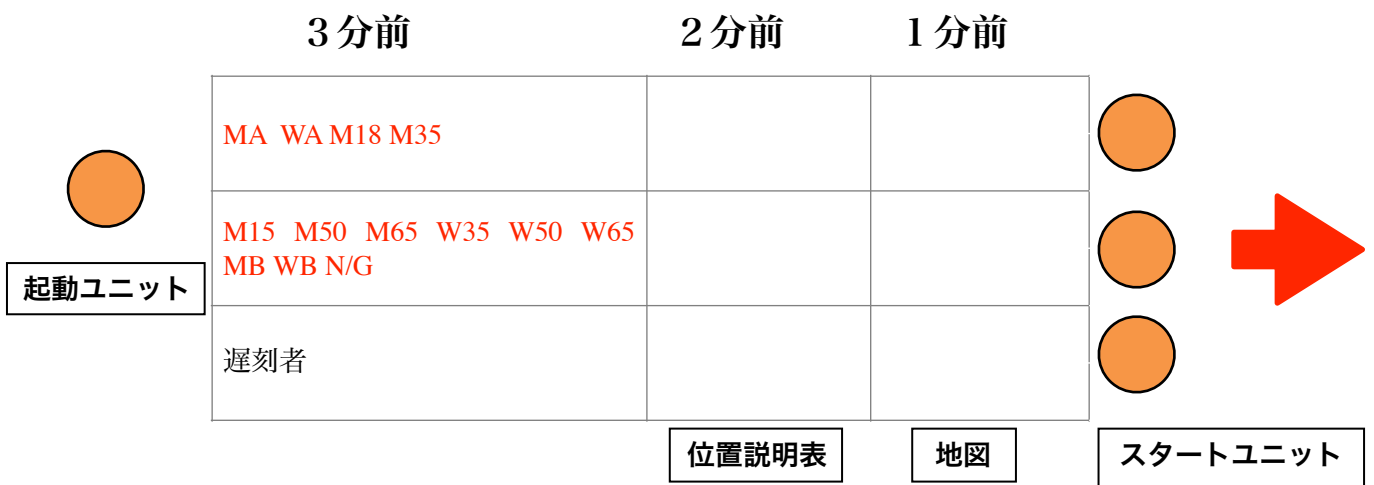 3分前 2分前 1分前
MA WA M18 M35
M15 M50 M65 W35 W50 W65
MB WB N/G
起動ユニット
遅刻者
位置説明表 地図 スタートユニット